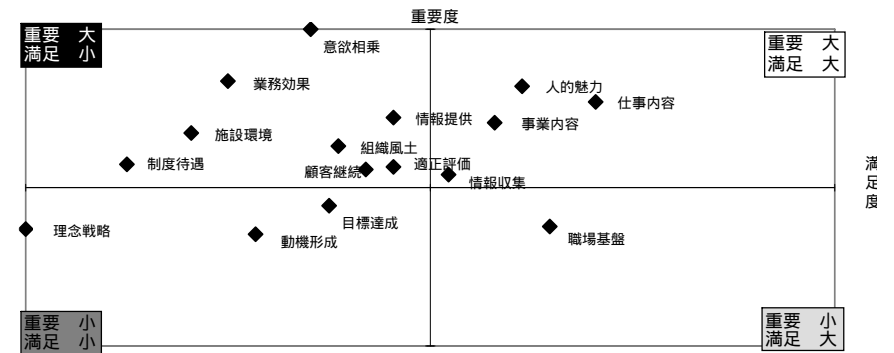 重要度
重要 大
満足 小
重要 大
満足 大
意欲相乗
業務効果
人的魅力
仕事内容
情報提供
事業内容
施設環境
組織風土
制度待遇
顧客継続
適正評価
情報収集
満足度
目標達成
理念戦略
動機形成
職場基盤
重要 小
満足 小
重要 小
満足 大